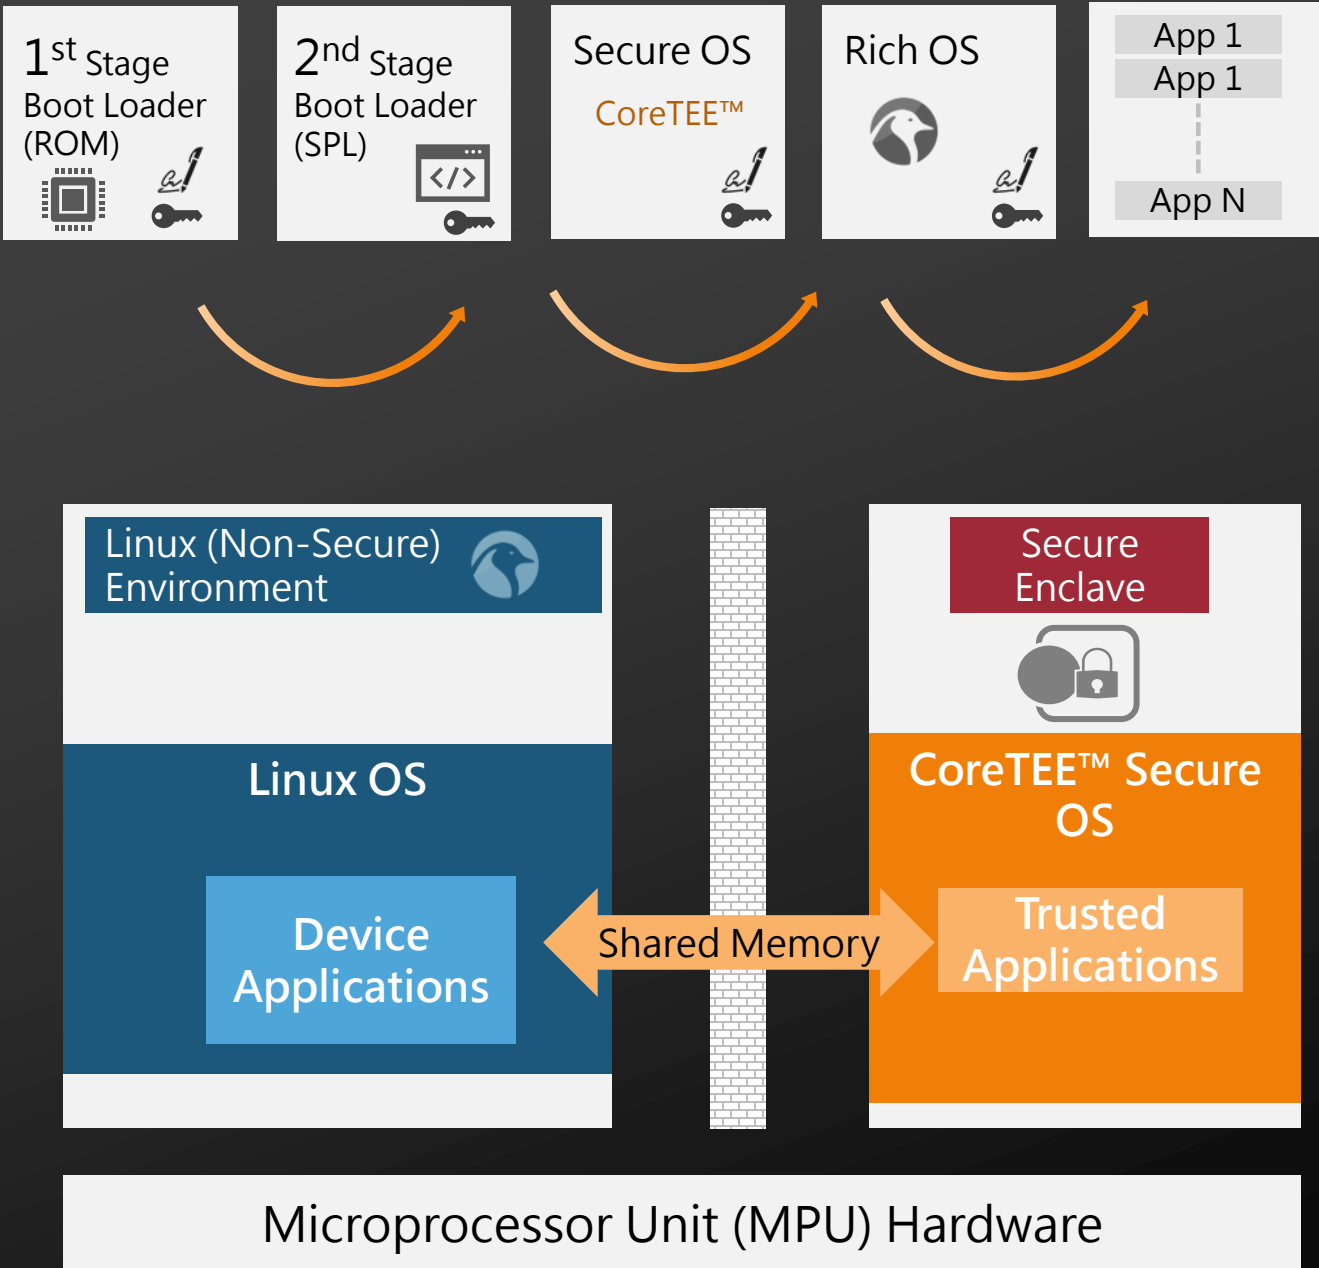 1st Stage
Boot Loader
(ROM)
2nd Stage
Boot Loader
(SPL)
</>
Secure OS
CoreTEE™
Rich OS
App 1
App 1
App N
Linux (Non-Secure)
Environment
Secure
Enclave
Linux OS
CoreTEE™ Secure
OS
Device
Applications
Shared Memory
Trusted
Applications
Microprocessor Unit (MPU) Hardware